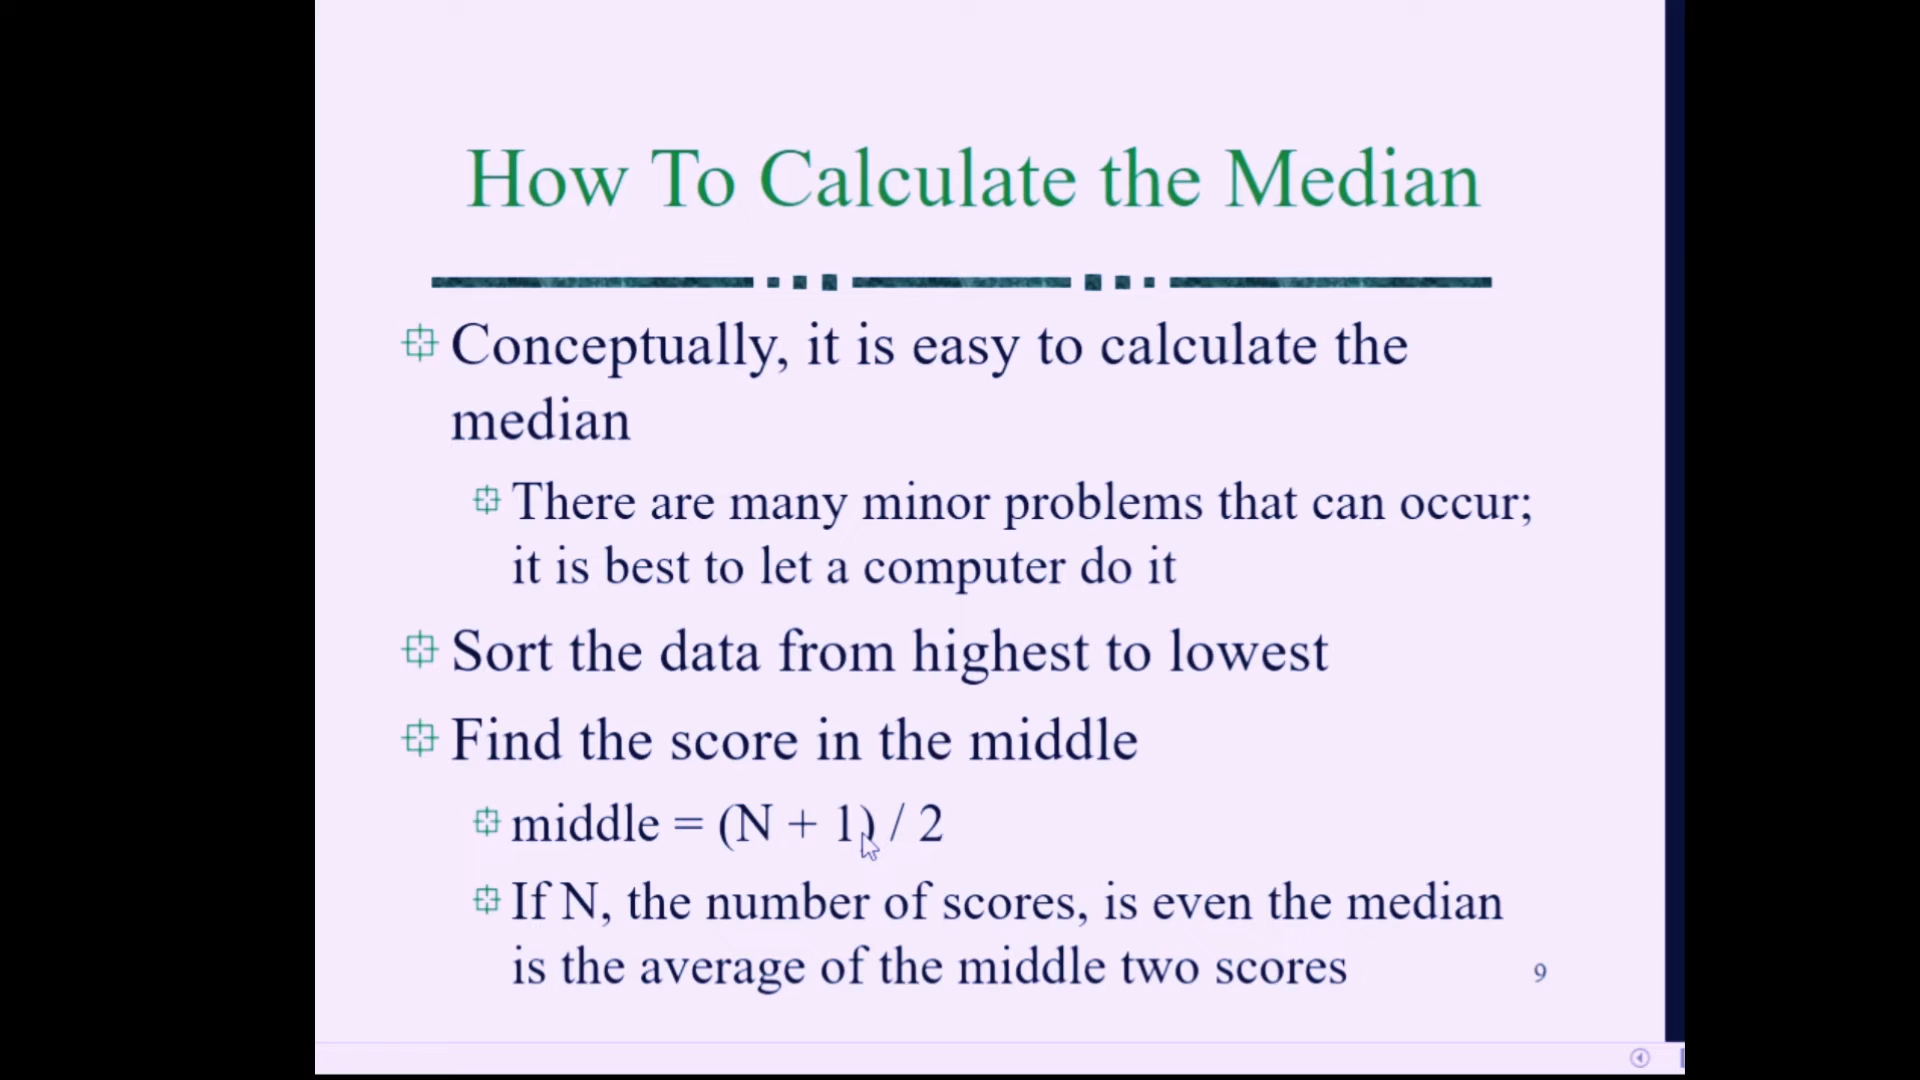 How To Calculate the Median
Conceptually, it is easy to calculate the
median
There are many minor problems that can occur;
it is best to let a computer do it
Sort the data from highest to lowest
Find the score in the middle
middle = (N + 1) / 2
If N, the number of scores, is even the median
is the average of the middle two scores
9